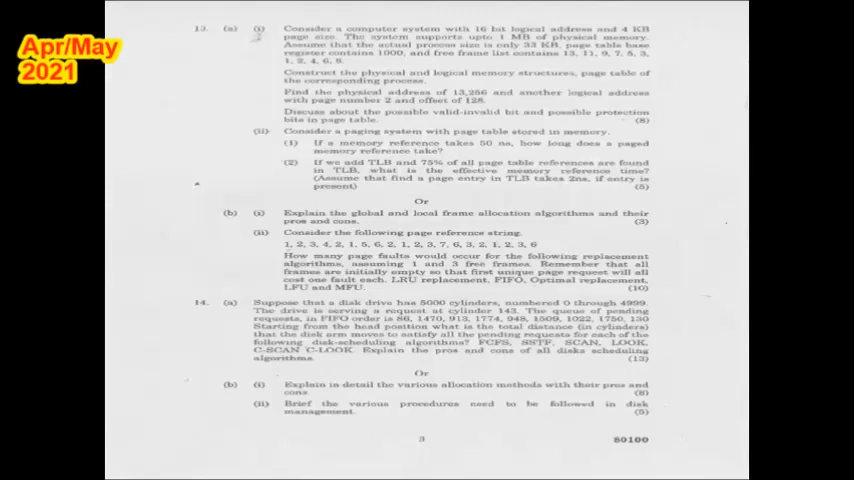 Apr/May
2021
13. (a) (i) Consider a computer system with 16 bit logical address and 4 KB
page size. The system supports upto 1 MB of physical memory.
Assume that the actual process size is only 33 KB, page table base
register contains 1000, and free frame list contains 13, 11, 9, 7, 5, 3,
1, 2, 4, 6, 8.
Construct the physical and logical memory structures, page table of
the corresponding process.
Find the physical address of 13,256 and another logical address
with page number 2 and offset of 128.
Discuss about the possible valid-invalid bit and possible protection
bits in page table. (8)
(ii) Consider a paging system with page table stored in memory.
(1) If a memory reference takes 50 ns, how long does a paged
memory reference take?
(2) If we add TLB and 75% of all page table references are found
in TLB, what is the effective memory reference time?
(Assume that find a page entry in TLB takes 2ns, if entry is
present) (5)
Or
(b) (i) Explain the global and local frame allocation algorithms and their
pros and cons. (3)
(ii) Consider the following page reference string.
1, 2, 3, 4, 2, 1, 5, 6, 2, 1, 2, 3, 7, 6, 3, 2, 1, 2, 3, 6
How many page faults would occur for the following replacement
algorithms, assuming 1 and 3 free frames. Remember that all
frames are initially empty so that first unique page request will all
cost one fault each. LRU replacement, FIFO, Optimal replacement,
LFU and MFU. (10)
14. (a) Suppose that a disk drive has 5000 cylinders, numbered 0 through 4999.
The drive is serving a request at cylinder 143. The queue of pending
requests, in FIFO order is 86, 1470, 913, 1774, 948, 1509, 1022, 1750, 130
Starting from the head position what is the total distance (in cylinders)
that the disk arm moves to satisfy all the pending requests for each of the
following disk-scheduling algorithms? FCFS, SSTF, SCAN, LOOK,
C-SCAN C-LOOK. Explain the pros and cons of all disks scheduling
algorithms. (13)
Or
(b) (i) Explain in detail the various allocation methods with their pros and
cons (8)
(ii) Brief the various procedures need to be followed in disk
management. (5)
3 80100